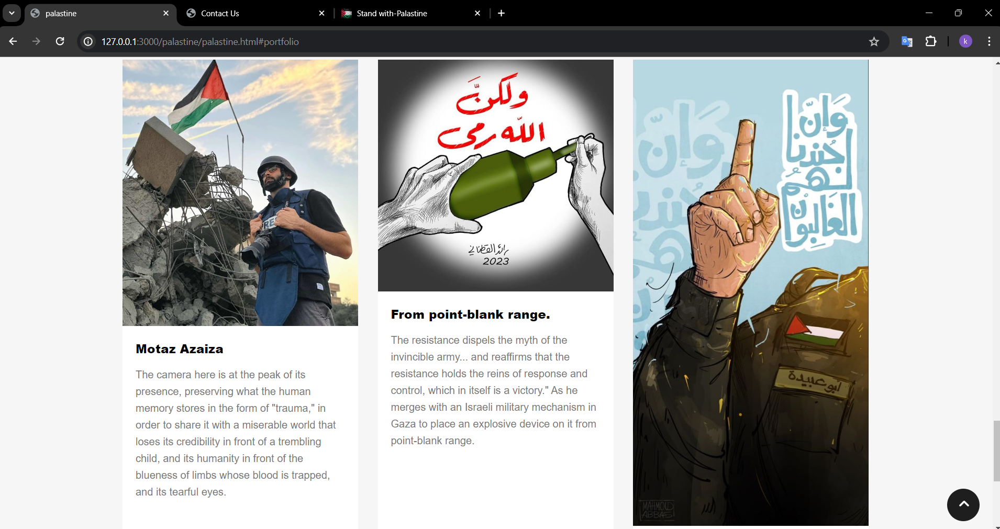 palastine
Contact Us
Stand with-Palastine
127.0.0.1:3000/palastine/palastine.html#portfolio
k
PRE
Motaz Azaiza
The camera here is at the peak of its
presence, preserving what the human
memory stores in the form of "trauma," in
order to share it with a miserable world that
loses its credibility in front of a trembling
child, and its humanity in front of the
blueness of limbs whose blood is trapped,
and its tearful eyes.
ولكنَّ
الله رمى
رائد القطناني
2023
From point-blank range.
The resistance dispels the myth of the
invincible army... and reaffirms that the
resistance holds the reins of response and
control, which in itself is a victory." As he
merges with an Israeli military mechanism in
Gaza to place an explosive device on it from
point-blank range.
وَإنّ
جُندنا
لهُم
الغَالِبُون
أبو عبيدة
MAHMOUD
ABBAS